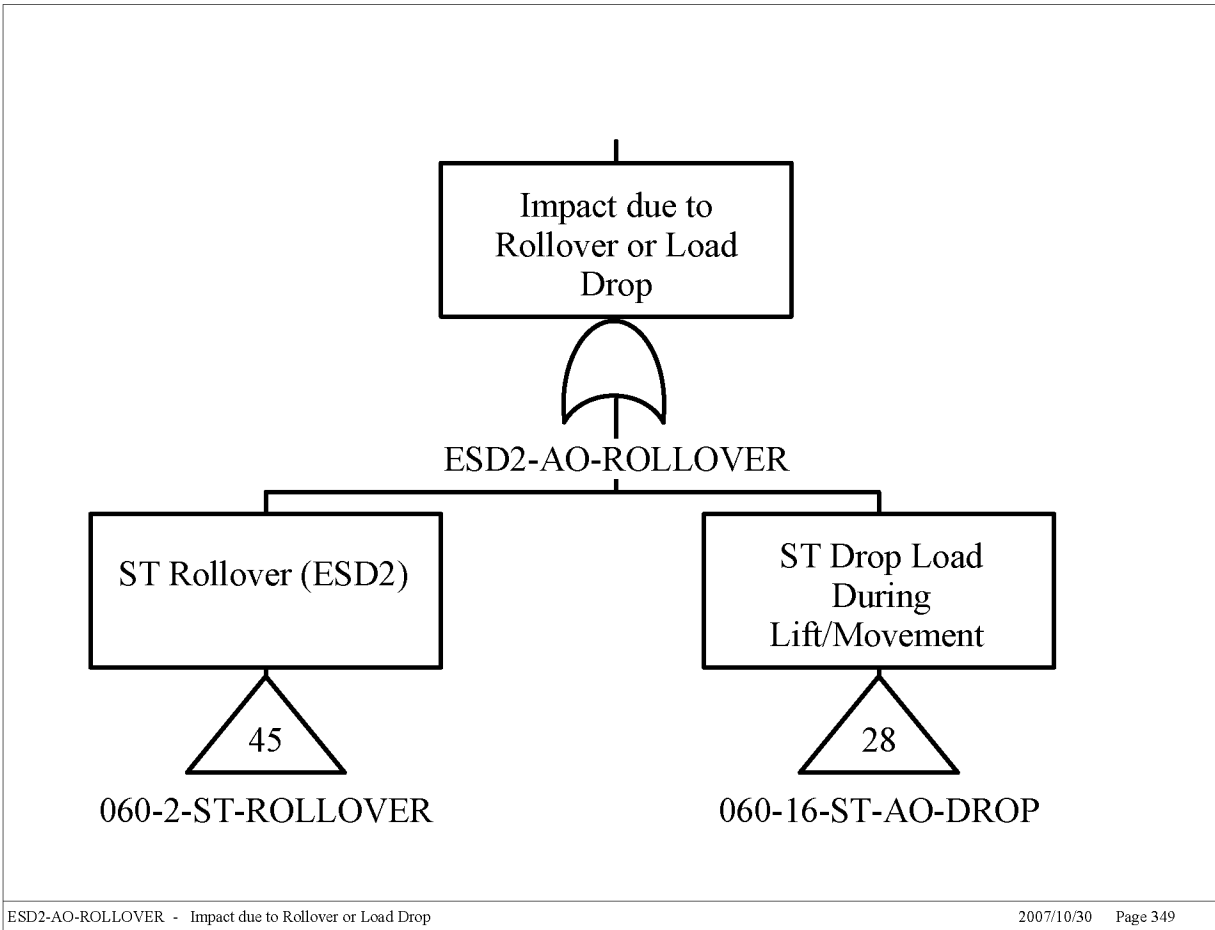 Impact due to
Rollover or Load
Drop
ESD2-AO-ROLLOVER
ST Rollover (ESD2)
ST Drop Load
During
Lift/Movement
45
28
060-2-ST-ROLLOVER
060-16-ST-AO-DROP
ESD2-AO-ROLLOVER - Impact due to Rollover or Load Drop
2007/10/30 Page 349